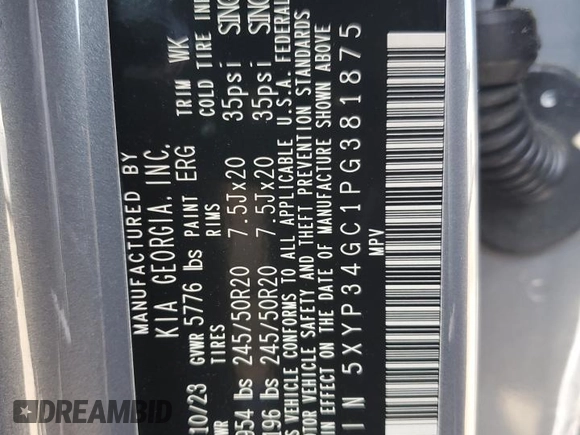 MANUFACTURED BY
KIA GEORGIA, INC.
10/23 GVWR 5776 lbs PAINT ERG TRIM WK
TIRES RIMS COLD TIRE
954 lbs 245/50R20 7.5Jx20 35psi
196 lbs 245/50R20 7.5Jx20 35psi
VEHICLE CONFORMS TO ALL APPLICABLE U.S.A. FEDERAL
VEHICLE SAFETY AND THEFT PREVENTION STANDARDS
IN EFFECT ON THE DATE OF MANUFACTURE SHOWN ABOVE
5XYP34GC1PG381875
MPV
DREAMBID
.COM